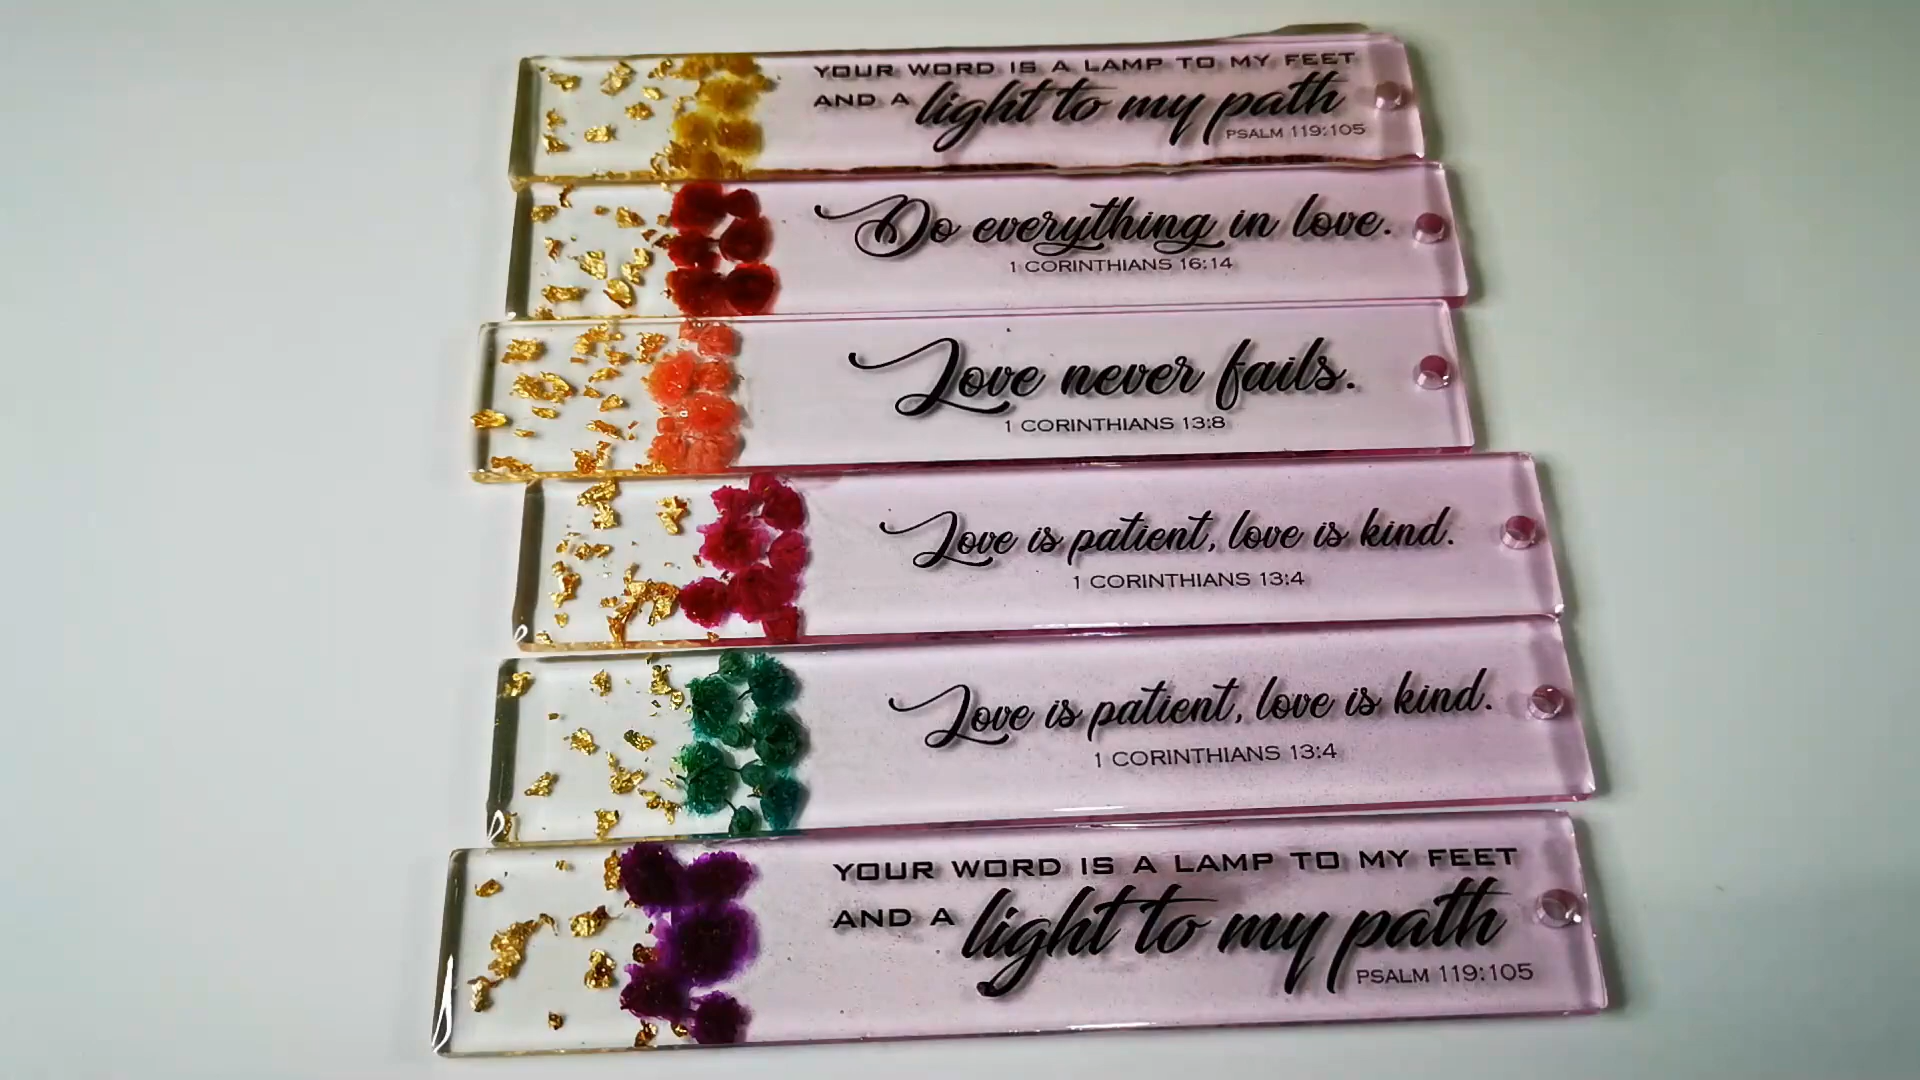 YOUR WORD IS A LAMP TO MY FEET
AND A light to my path
PSALM 119:105
Do everything in love.
1 CORINTHIANS 16:14
Love never fails.
1 CORINTHIANS 13:8
Love is patient, love is kind.
1 CORINTHIANS 13:4
Love is patient, love is kind.
1 CORINTHIANS 13:4
YOUR WORD IS A LAMP TO MY FEET
AND A light to my path
PSALM 119:105